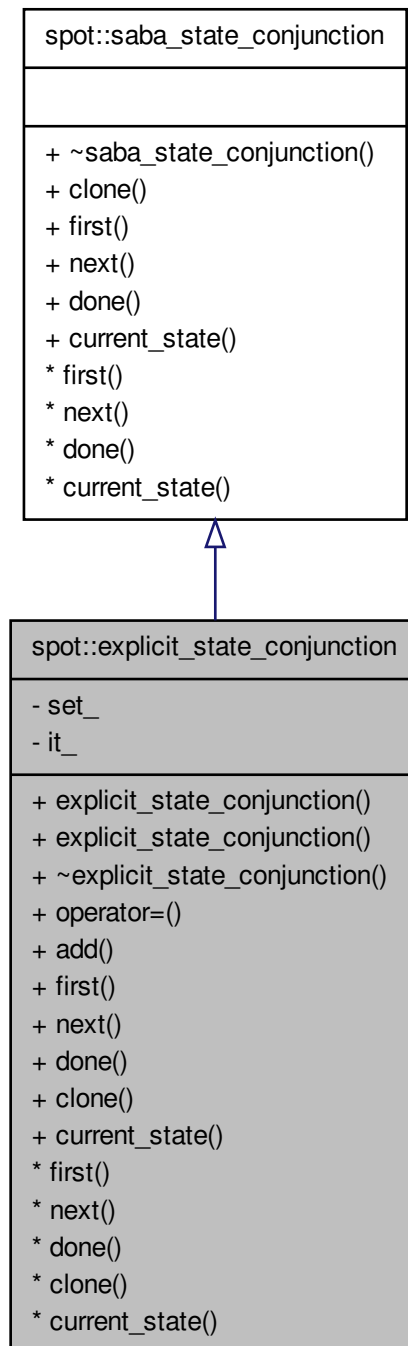 spot::saba_state_conjunction
+ ~saba_state_conjunction()
+ clone()
+ first()
+ next()
+ done()
+ current_state()
* first()
* next()
* done()
* current_state()
spot::explicit_state_conjunction
- set_
- it_
+ explicit_state_conjunction()
+ explicit_state_conjunction()
+ ~explicit_state_conjunction()
+ operator=()
+ add()
+ first()
+ next()
+ done()
+ clone()
+ current_state()
* first()
* next()
* done()
* clone()
* current_state()